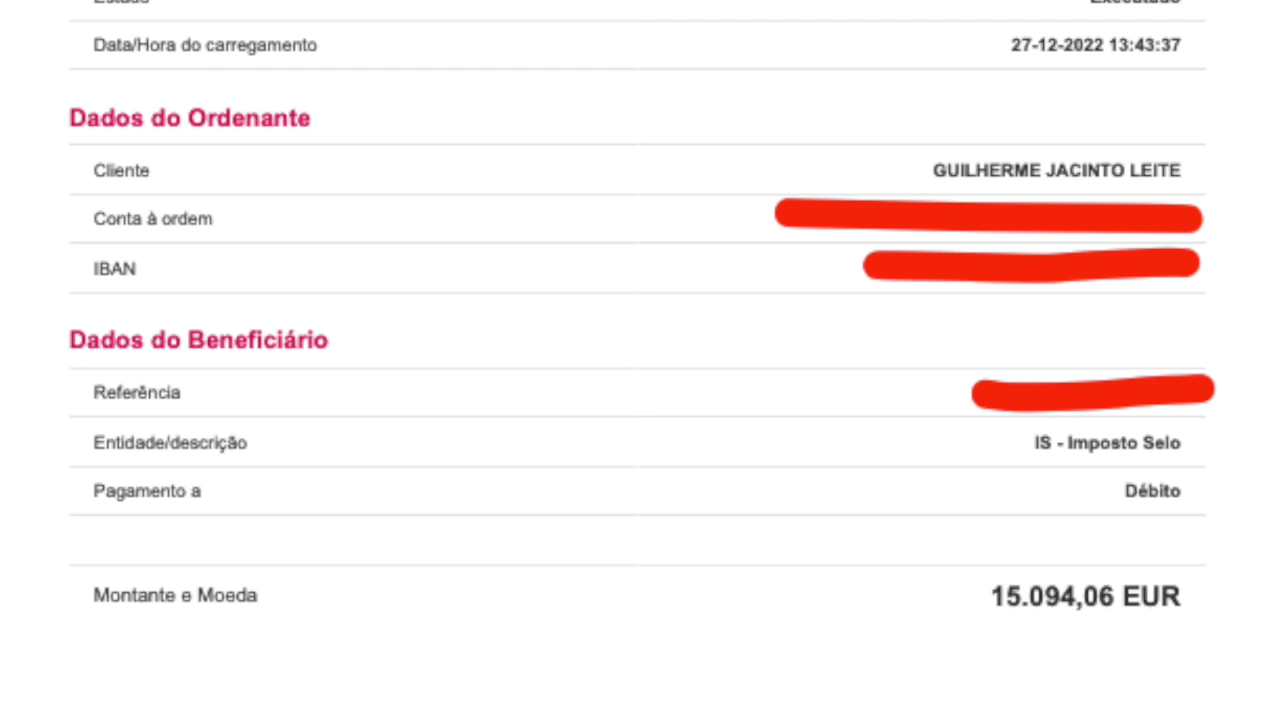 Data/Hora do carregamento 27-12-2022 13:43:37
Dados do Ordenante
Cliente GUILHERME JACINTO LEITE
Conta à ordem
IBAN
Dados do Beneficiário
Referência
Entidade/descrição IS - Imposto Selo
Pagamento a Débito
Montante e Moeda 15.094,06 EUR